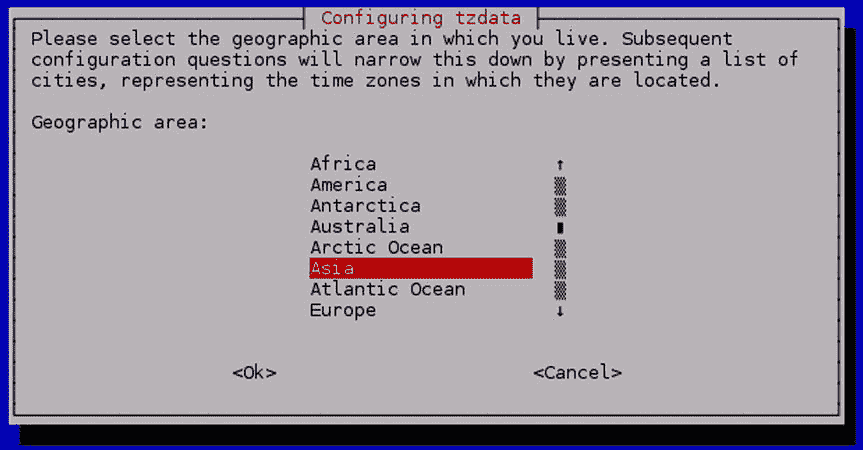 Configuring tzdata
Please select the geographic area in which you live. Subsequent
configuration questions will narrow this down by presenting a list of
cities, representing the time zones in which they are located.
Geographic area:
Africa
America
Antarctica
Australia
Arctic Ocean
Asia
Atlantic Ocean
Europe
<Ok> <Cancel>